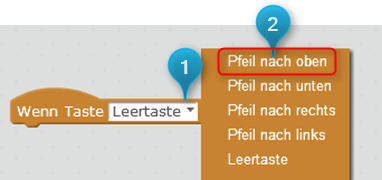 2
1
Wenn Taste Leertaste
Pfeil nach oben
Pfeil nach unten
Pfeil nach rechts
Pfeil nach links
Leertaste